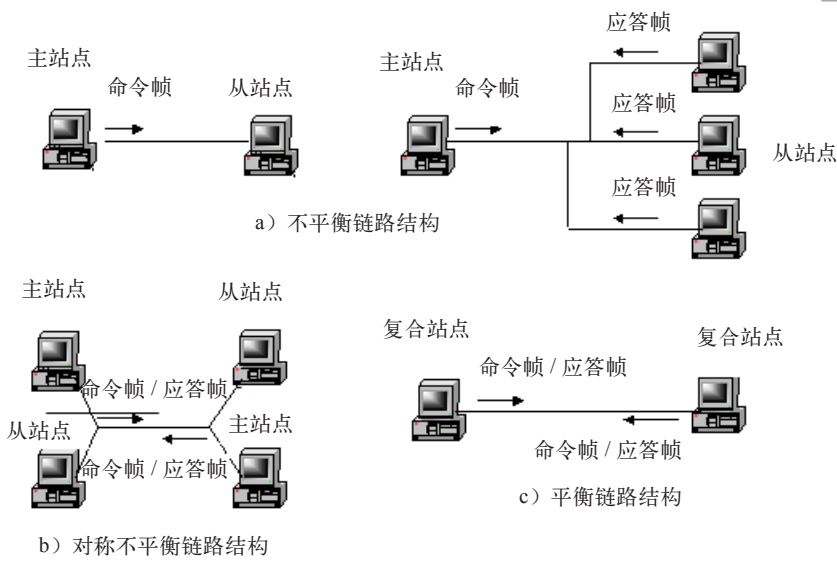 应答帧
主站点
主站点
命令帧
从站点
命令帧
应答帧
从站点
应答帧
a）不平衡链路结构
主站点
从站点
复合站点
复合站点
命令帧 / 应答帧
命令帧 / 应答帧
从站点
主站点
命令帧 / 应答帧
命令帧 / 应答帧
c）平衡链路结构
b）对称不平衡链路结构